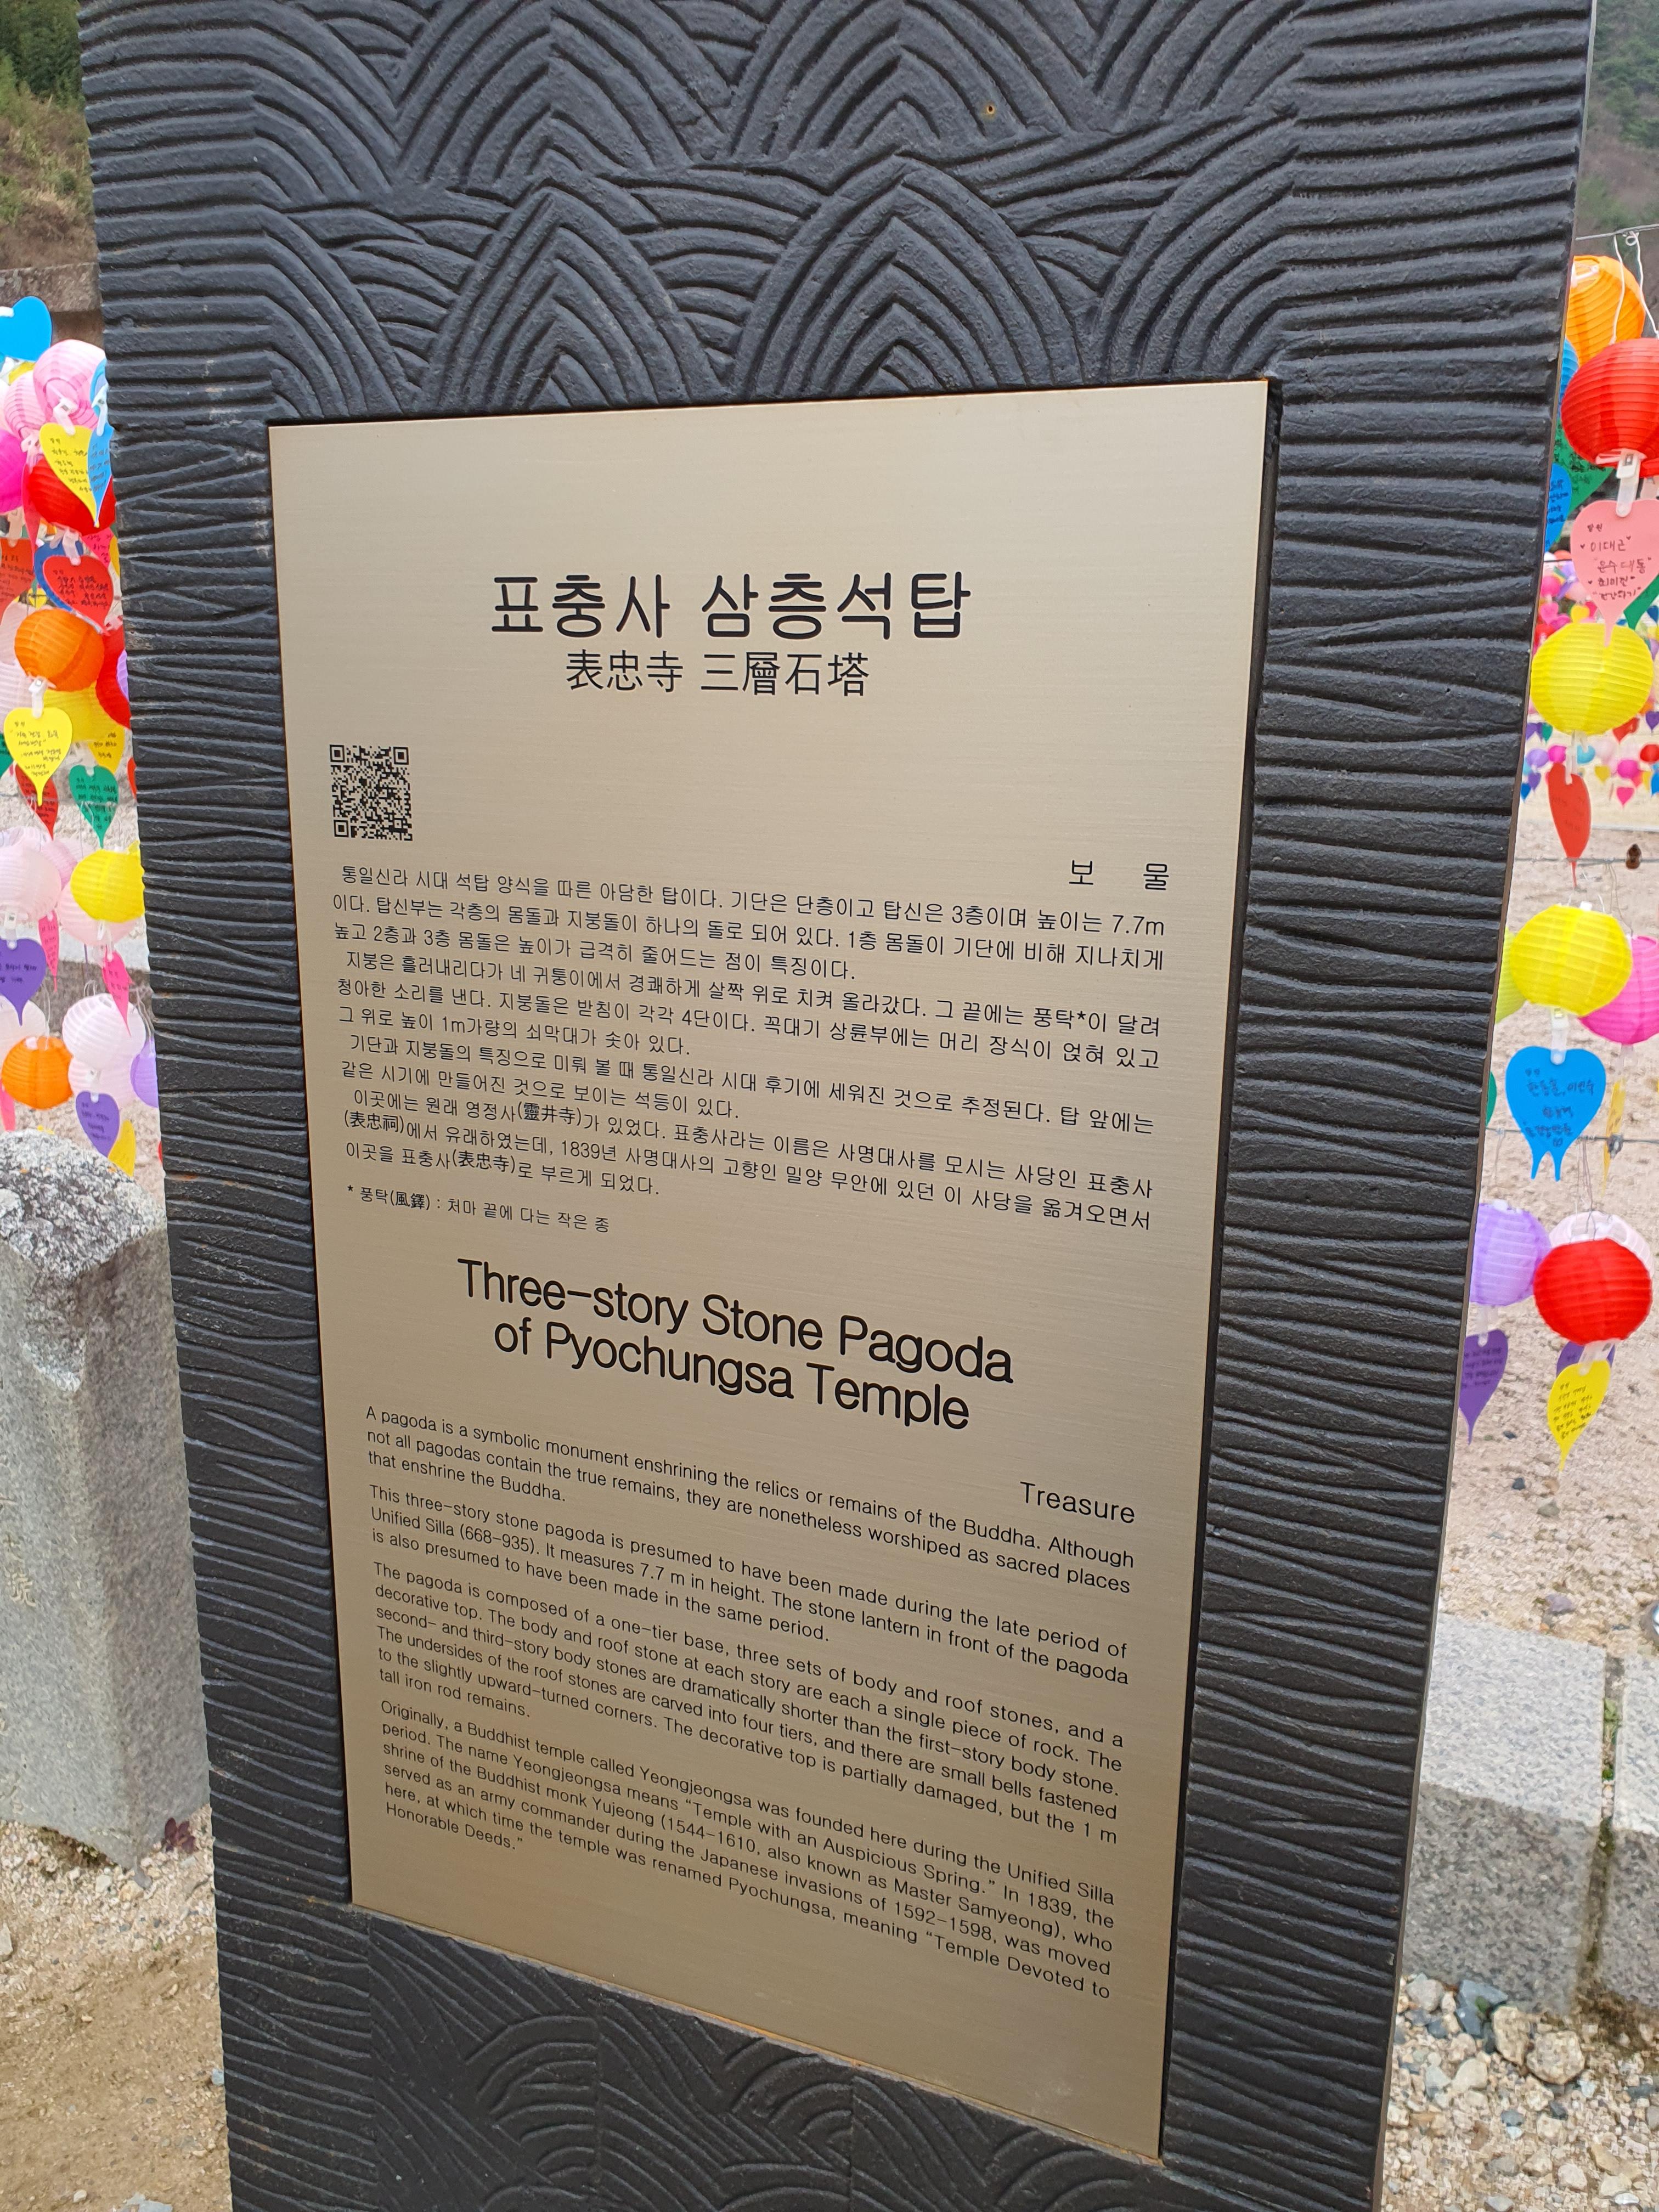 표충사 삼층석탑
表忠寺 三層石塔
보 물
통일신라 시대 석탑 양식을 따른 아담한 탑이다. 기단은 단층이고 탑신은 3층이며 높이는 7.7m
이다. 탑신부는 각층의 몸돌과 지붕돌이 하나의 돌로 되어 있다. 1층 몸돌이 기단에 비해 지나치게
높고 2층과 3층 몸돌은 높이가 급격히 줄어드는 점이 특징이다.
지붕은 흘러내리다가 네 귀퉁이에서 경쾌하게 살짝 위로 치켜 올라갔다. 그 끝에는 풍탁*이 달려
청아한 소리를 낸다. 지붕돌은 받침이 각각 4단이다. 꼭대기 상륜부에는 머리 장식이 얹혀 있고
그 위로 높이 1m가량의 쇠막대가 솟아 있다.
기단과 지붕돌의 특징으로 미뤄 볼 때 통일신라 시대 후기에 세워진 것으로 추정된다. 탑 앞에는
같은 시기에 만들어진 것으로 보이는 석등이 있다.
이곳에는 원래 영정사(靈井寺)가 있었다. 표충사라는 이름은 사명대사를 모시는 사당인 표충사
(表忠祠)에서 유래하였는데, 1839년 사명대사의 고향인 밀양 무안에 있던 이 사당을 옮겨오면서
이곳을 표충사(表忠寺)로 부르게 되었다.
* 풍탁(風鐸) : 처마 끝에 다는 작은 종
Three-story Stone Pagoda
of Pyochungsa Temple
Treasure
A pagoda is a symbolic monument enshrining the relics or remains of the Buddha. Although
not all pagodas contain the true remains, they are nonetheless worshiped as sacred places
that enshrine the Buddha.
This three-story stone pagoda is presumed to have been made during the late period of
Unified Silla (668-935). It measures 7.7 m in height. The stone lantern in front of the pagoda
is also presumed to have been made in the same period.
The pagoda is composed of a one-tier base, three sets of body and roof stones, and a
decorative top. The body and roof stone at each story are each a single piece of rock. The
second- and third-story body stones are dramatically shorter than the first-story body stone.
The undersides of the roof stones are carved into four tiers, and there are small bells fastened
to the slightly upward-turned corners. The decorative top is partially damaged, but the 1 m
tall iron rod remains.
Originally, a Buddhist temple called Yeongjeongsa was founded here during the Unified Silla
period. The name Yeongjeongsa means “Temple with an Auspicious Spring.” In 1839, the
shrine of the Buddhist monk Yujeong (1544-1610, also known as Master Samyeong), who
served as an army commander during the Japanese invasions of 1592-1598, was moved
here, at which time the temple was renamed Pyochungsa, meaning “Temple Devoted to
Honorable Deeds.”
이대근